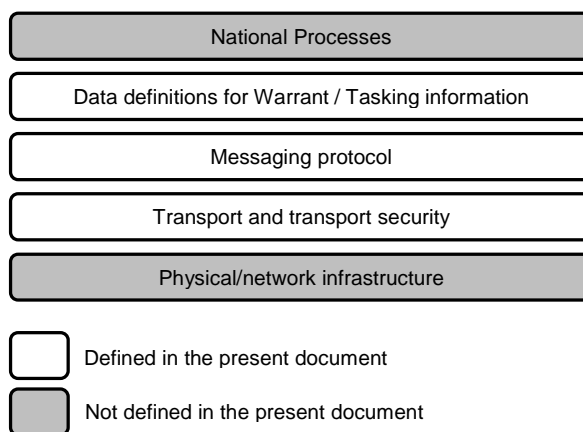 National Processes
Data definitions for Warrant / Tasking information
Messaging protocol
Transport and transport security
Physical/network infrastructure
Defined in the present document
Not defined in the present document